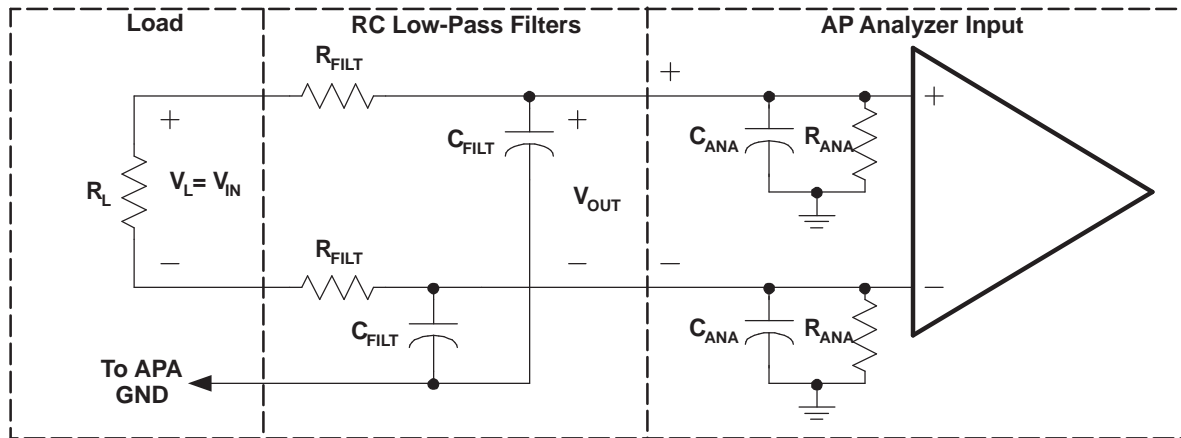 Load
RC Low-Pass Filters
AP Analyzer Input
R_FILT
+
+
+
+
C_FILT
C_ANA
R_ANA
R_L
V_L= V_IN
V_OUT
R_FILT
−
−
−
−
C_FILT
C_ANA
R_ANA
To APA
GND